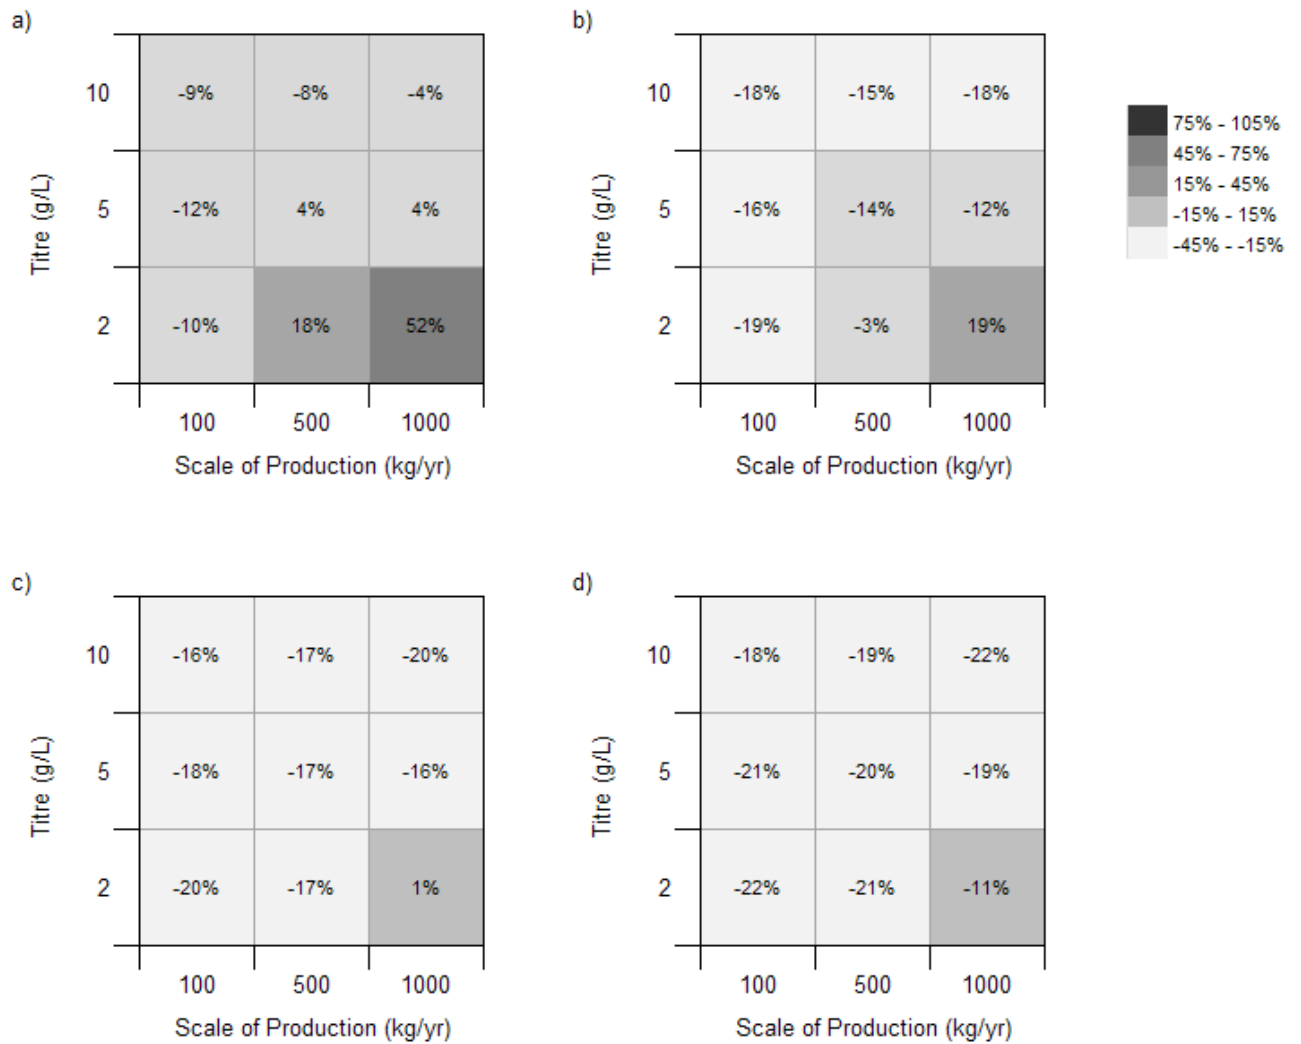 a)
Titre (g/L)
10 -9% -8% -4%
5 -12% 4% 4%
2 -10% 18% 52%
100 500 1000
Scale of Production (kg/yr)
b)
Titre (g/L)
10 -18% -15% -18%
5 -16% -14% -12%
2 -19% -3% 19%
100 500 1000
Scale of Production (kg/yr)
75% - 105%
45% - 75%
15% - 45%
-15% - 15%
-45% - -15%
c)
Titre (g/L)
10 -16% -17% -20%
5 -18% -17% -16%
2 -20% -17% 1%
100 500 1000
Scale of Production (kg/yr)
d)
Titre (g/L)
10 -18% -19% -22%
5 -21% -20% -19%
2 -22% -21% -11%
100 500 1000
Scale of Production (kg/yr)